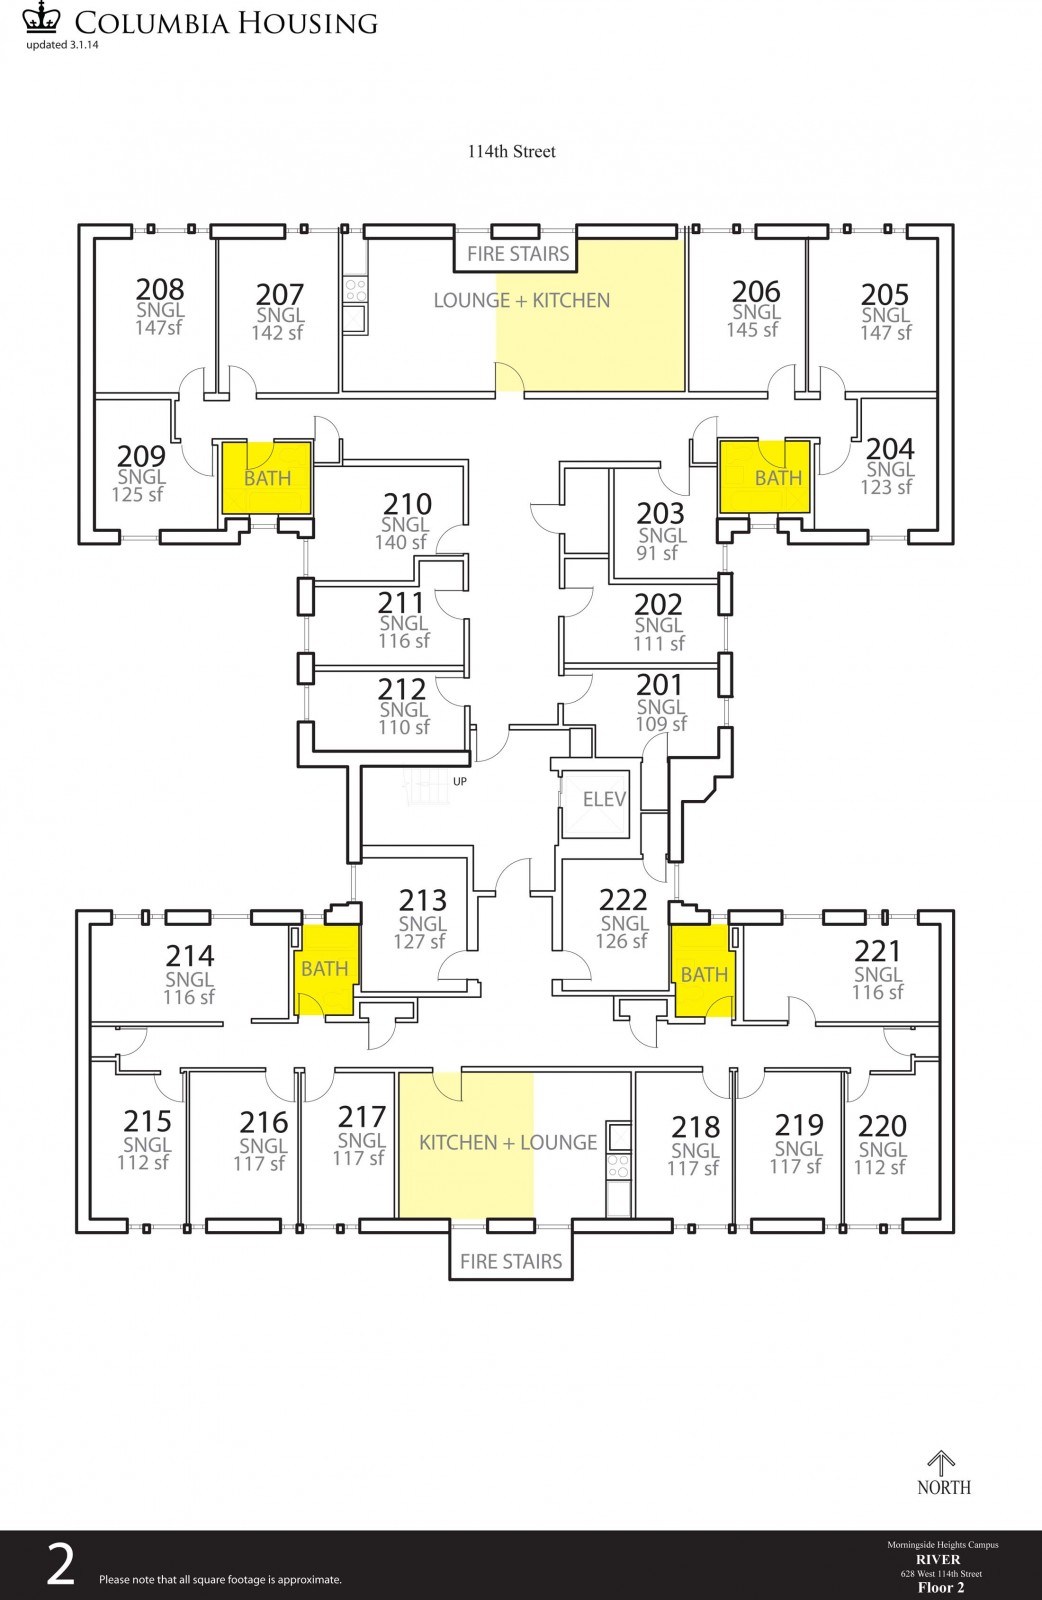 COLUMBIA HOUSING
updated 3.1.14
114th Street
FIRE STAIRS
208
SNGL
147sf
207
SNGL
142 sf
LOUNGE + KITCHEN
206
SNGL
145 sf
205
SNGL
147 sf
209
SNGL
125 sf
BATH
BATH
204
SNGL
123 sf
210
SNGL
140 sf
203
SNGL
91 sf
211
SNGL
116 sf
202
SNGL
111 sf
212
SNGL
110 sf
201
SNGL
109 sf
UP
ELEV
213
SNGL
127 sf
222
SNGL
126 sf
214
SNGL
116 sf
BATH
BATH
221
SNGL
116 sf
215
SNGL
112 sf
216
SNGL
117 sf
217
SNGL
117 sf
KITCHEN + LOUNGE
218
SNGL
117 sf
219
SNGL
117 sf
220
SNGL
112 sf
FIRE STAIRS
NORTH
2
Please note that all square footage is approximate.
Morningside Heights Campus
RIVER
628 West 114th Street
Floor 2